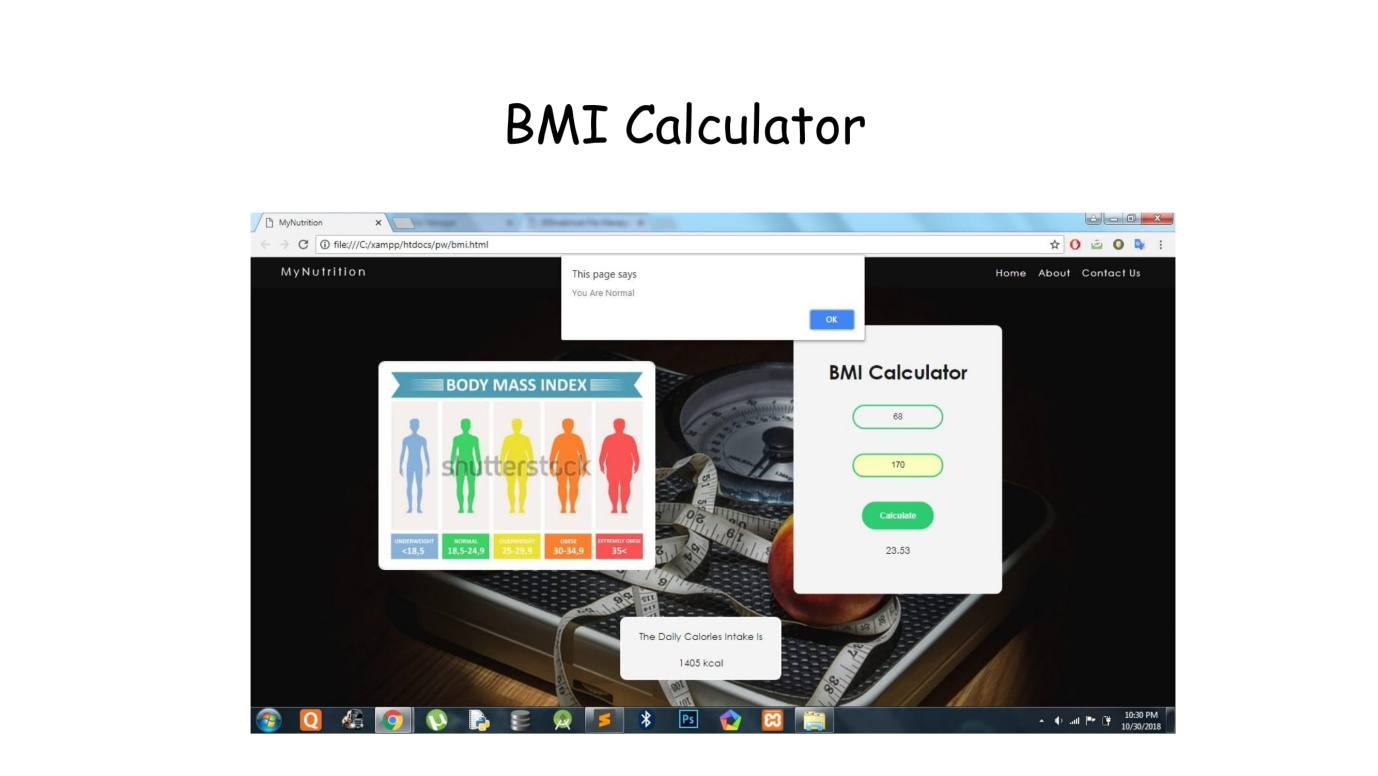 BMI Calculator
MyNutrition
file:///C:/xampp/htdocs/pw/bmi.html
MyNutrition
Home About Contact Us
This page says
You Are Normal
OK
BODY MASS INDEX
shutterstock
UNDERWEIGHT
<18,5
NORMAL
18,5-24,9
OVERWEIGHT
25-29,9
OBESE
30-34,9
EXTREMELY OBESE
35<
BMI Calculator
68
170
Calculate
23.53
The Daily Calories Intake Is
1405 kcal
Ps
10:30 PM
10/30/2018